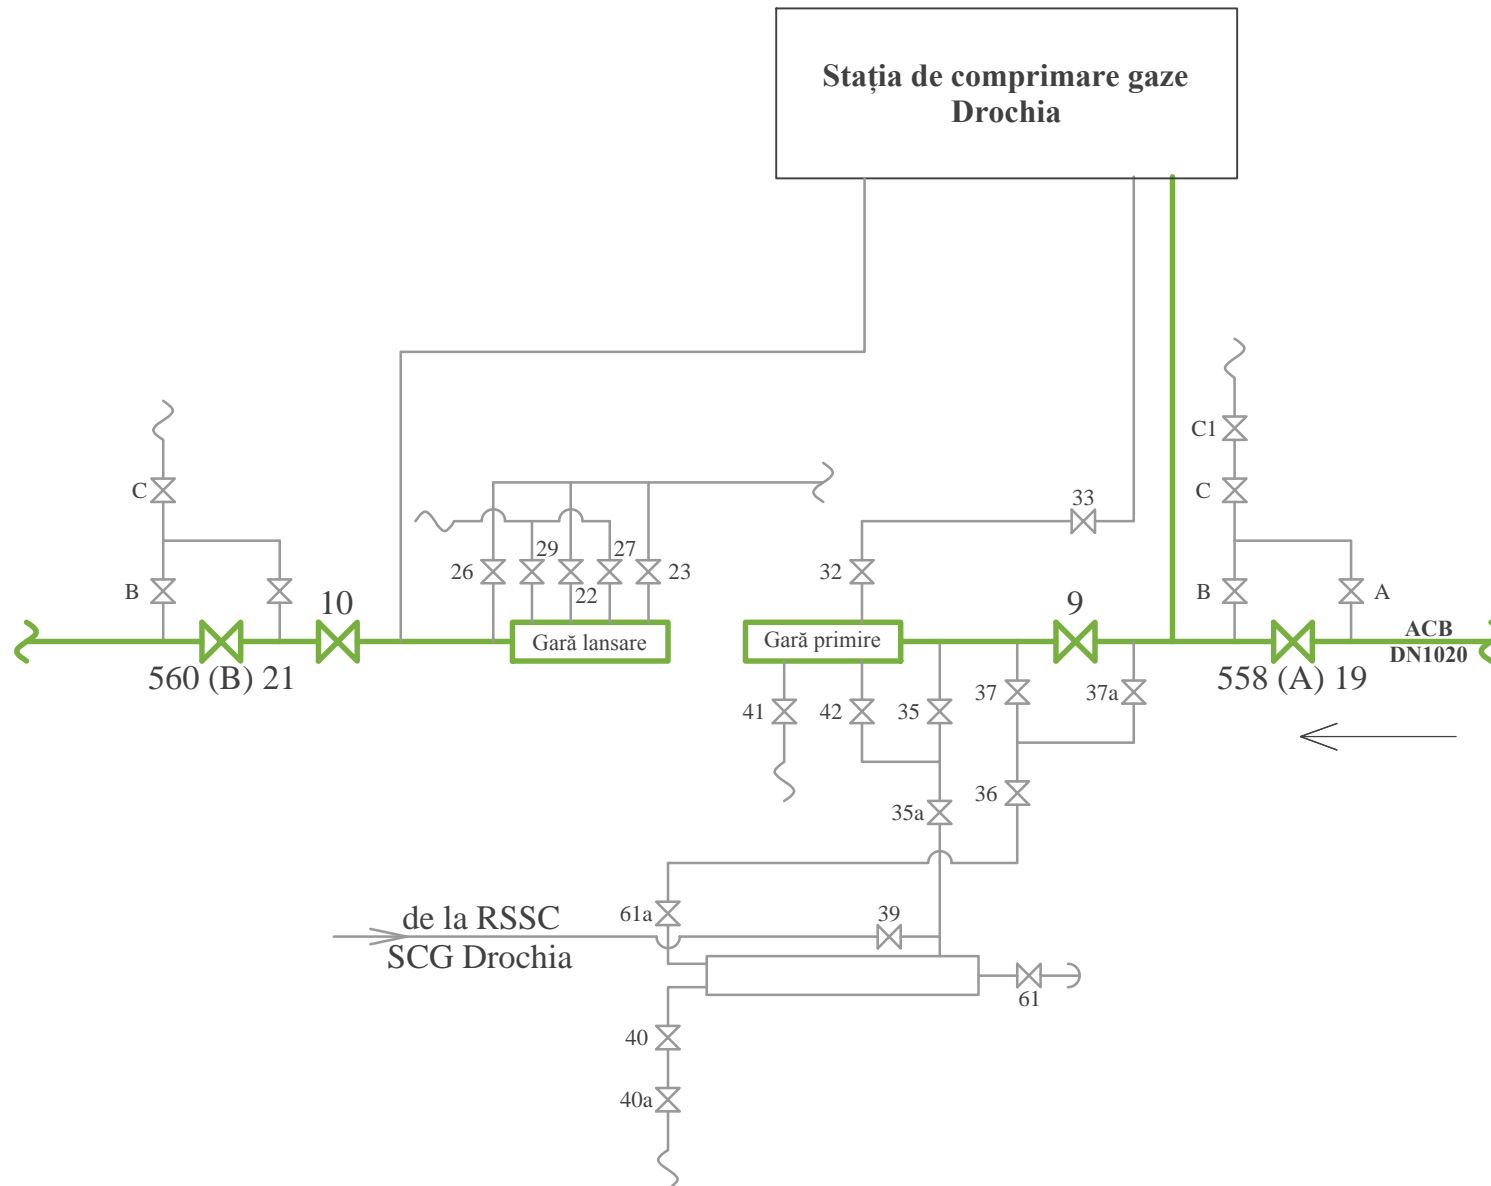 Stația de comprimare gaze
Drochia
C1
C
C
33
29
27
26
23
32
22
B
B
A
10
9
ACB
Gară lansare
Gară primire
DN1020
560 (B) 21
558 (A) 19
37
37a
41
42
35
36
35a
61a
39
de la RSSC
SCG Drochia
61
40
40a